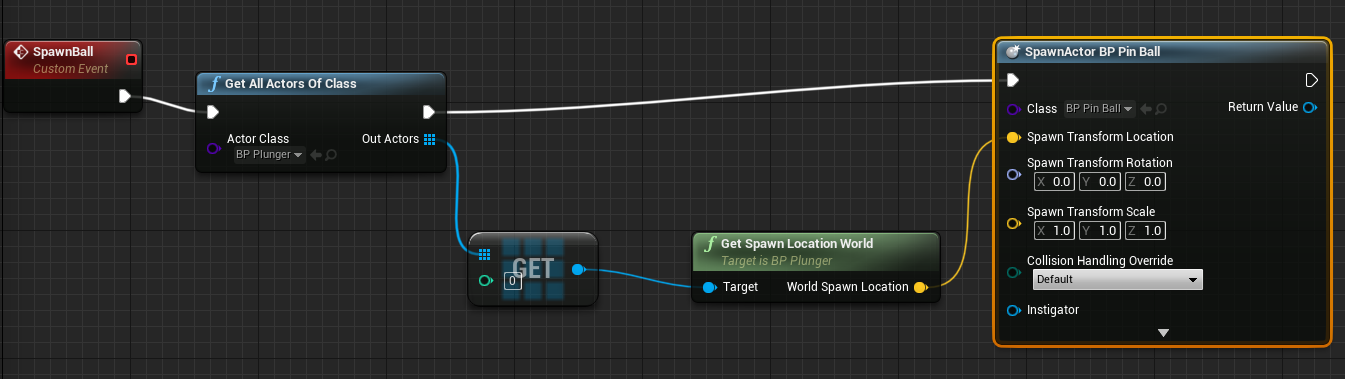 SpawnBall
Custom Event
Get All Actors Of Class
Actor Class
BP Plunger
Out Actors
GET
0
Get Spawn Location World
Target is BP Plunger
Target
World Spawn Location
SpawnActor BP Pin Ball
Class BP Pin Ball
Return Value
Spawn Transform Location
Spawn Transform Rotation
X 0.0 Y 0.0 Z 0.0
Spawn Transform Scale
X 1.0 Y 1.0 Z 1.0
Collision Handling Override
Default
Instigator